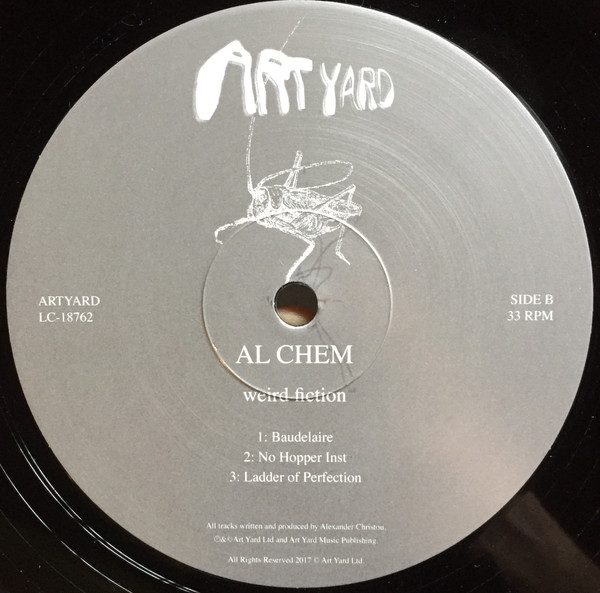 ART YARD
ARTYARD
LC-18762
SIDE B
33 RPM
AL CHEM
weird fiction
1: Baudelaire
2: No Hopper Inst
3: Ladder of Perfection
All tracks written and produced by Alexander Christou.
℗&©Art Yard Ltd and Art Yard Music Publishing.
All Rights Reserved 2017 © Art Yard Ltd.